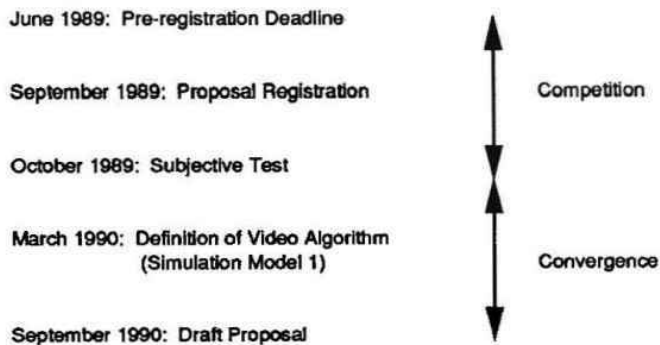 June 1989: Pre-registration Deadline
September 1989: Proposal Registration
Competition
October 1989: Subjective Test
March 1990: Definition of Video Algorithm
(Simulation Model 1)
Convergence
September 1990: Draft Proposal